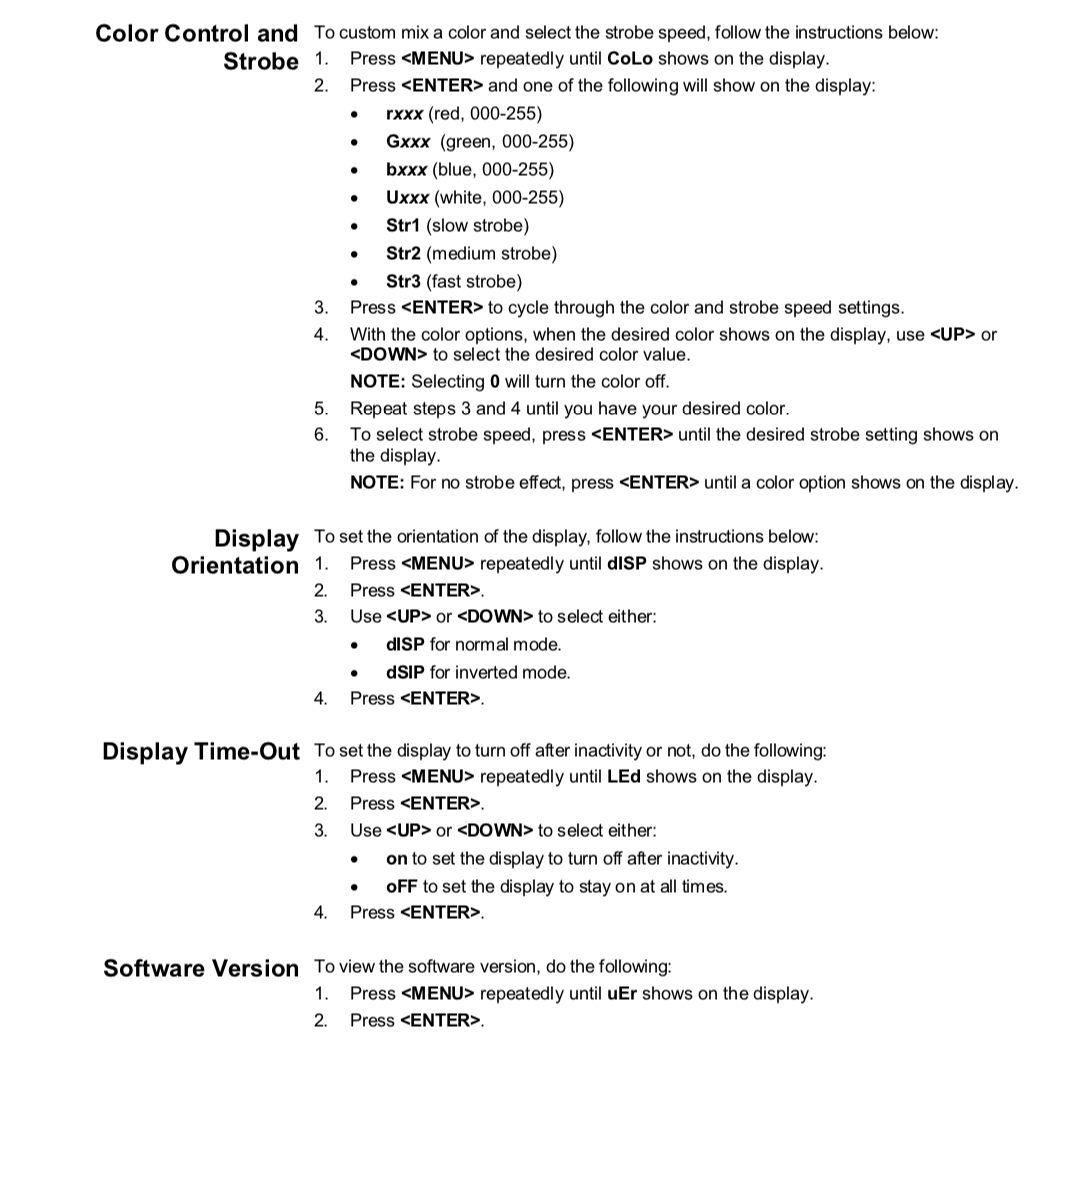 Color Control and Strobe
To custom mix a color and select the strobe speed, follow the instructions below:
1. Press <MENU> repeatedly until CoLo shows on the display.
2. Press <ENTER> and one of the following will show on the display:
• rxxx (red, 000-255)
• Gxxx (green, 000-255)
• bxxx (blue, 000-255)
• Uxxx (white, 000-255)
• Str1 (slow strobe)
• Str2 (medium strobe)
• Str3 (fast strobe)
3. Press <ENTER> to cycle through the color and strobe speed settings.
4. With the color options, when the desired color shows on the display, use <UP> or
<DOWN> to select the desired color value.
NOTE: Selecting 0 will turn the color off.
5. Repeat steps 3 and 4 until you have your desired color.
6. To select strobe speed, press <ENTER> until the desired strobe setting shows on
the display.
NOTE: For no strobe effect, press <ENTER> until a color option shows on the display.
Display Orientation
To set the orientation of the display, follow the instructions below:
1. Press <MENU> repeatedly until dISP shows on the display.
2. Press <ENTER>.
3. Use <UP> or <DOWN> to select either:
• dISP for normal mode.
• dSIP for inverted mode.
4. Press <ENTER>.
Display Time-Out
To set the display to turn off after inactivity or not, do the following:
1. Press <MENU> repeatedly until LEd shows on the display.
2. Press <ENTER>.
3. Use <UP> or <DOWN> to select either:
• on to set the display to turn off after inactivity.
• oFF to set the display to stay on at all times.
4. Press <ENTER>.
Software Version
To view the software version, do the following:
1. Press <MENU> repeatedly until uEr shows on the display.
2. Press <ENTER>.